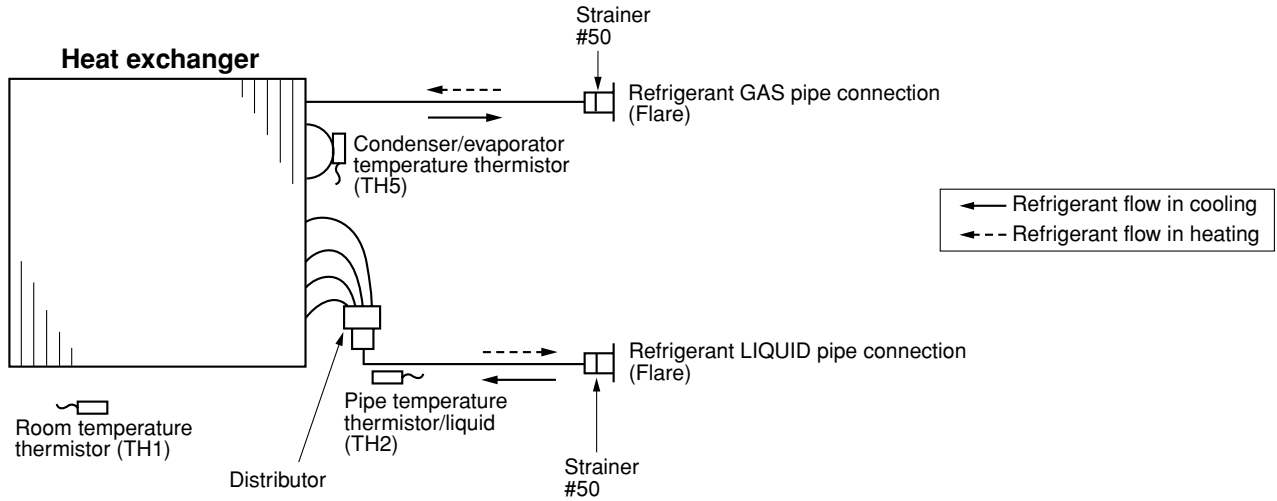 Strainer
#50
Heat exchanger
Refrigerant GAS pipe connection
(Flare)
Condenser/evaporator
temperature thermistor
(TH5)
Refrigerant flow in cooling
Refrigerant flow in heating
Refrigerant LIQUID pipe connection
(Flare)
Pipe temperature
thermistor/liquid
(TH2)
Room temperature
thermistor (TH1)
Distributor
Strainer
#50